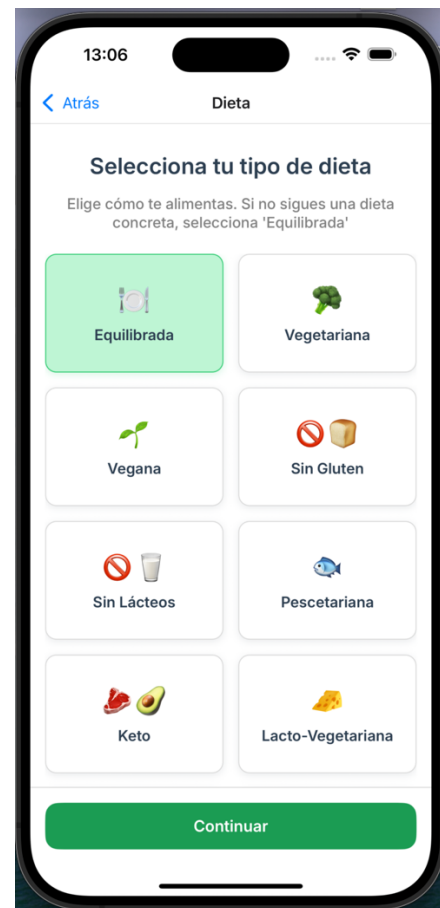 13:06
Atrás
Dieta
Selecciona tu tipo de dieta
Elige cómo te alimentas. Si no sigues una dieta
concreta, selecciona 'Equilibrada'
Equilibrada
Vegetariana
Vegana
Sin Gluten
Sin Lácteos
Pescetariana
Keto
Lacto-Vegetariana
Continuar